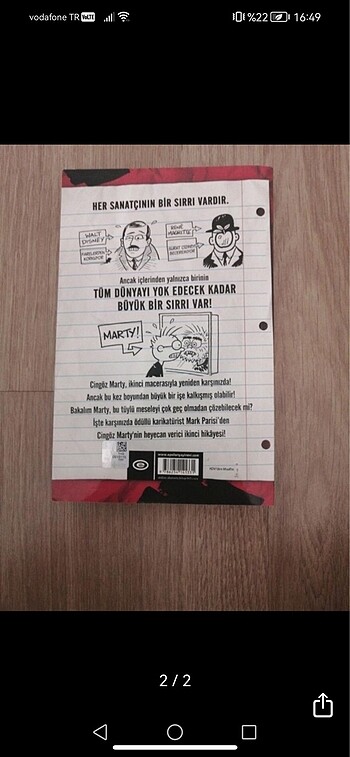 vodafone TR
%22
16:49
HER SANATÇININ BİR SIRRI VARDIR.
WALT DISNEY
FARELERDEN KORKUYOR
RENE MAGRITTE
Ancak içlerinden yalnızca birinin
TÜM DÜNYAYI YOK EDECEK KADAR
BÜYÜK BİR SIRRI VAR!
MARTY!
Cingöz Marty, ikinci macerasıyla yeniden karşınızda!
Ancak bu kez boyundan büyük bir işe kalkışmış olabilir!
Bakalım Marty, bu tüylü meseleyi çok geç olmadan çözebilecek mi?
İşte karşınızda ödüllü karikatürist Mark Parisi'den
Cingöz Marty'nin heyecan verici ikinci hikâyesi!
e
2 / 2